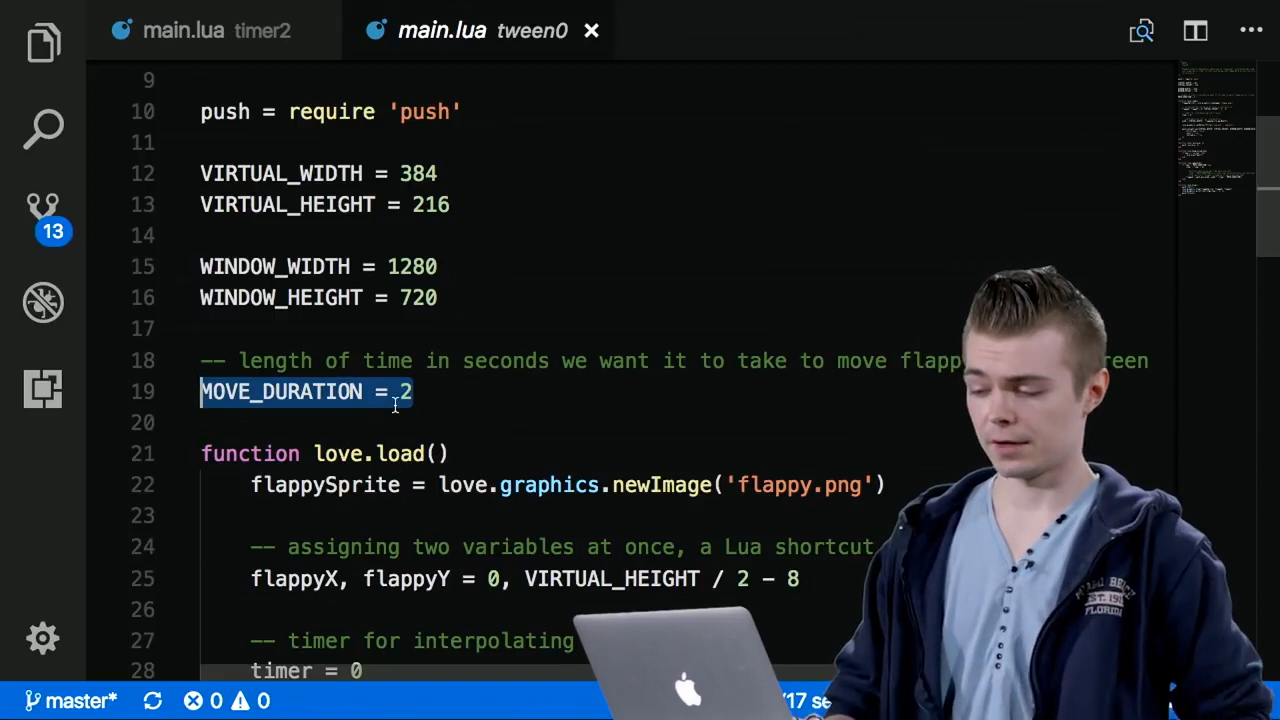 main.lua timer2
main.lua tween0
9
10 push = require 'push'
11
12 VIRTUAL_WIDTH = 384
13 VIRTUAL_HEIGHT = 216
14
15 WINDOW_WIDTH = 1280
16 WINDOW_HEIGHT = 720
17
18 -- length of time in seconds we want it to take to move flapp
19 MOVE_DURATION = 2
20
21 function love.load()
22 flappySprite = love.graphics.newImage('flappy.png')
23
24 -- assigning two variables at once, a Lua shortcut
25 flappyX, flappyY = 0, VIRTUAL_HEIGHT / 2 - 8
26
27 -- timer for interpolating
28 timer = 0
13
master* 0 0
MIAMI BEACH
FLORIDA